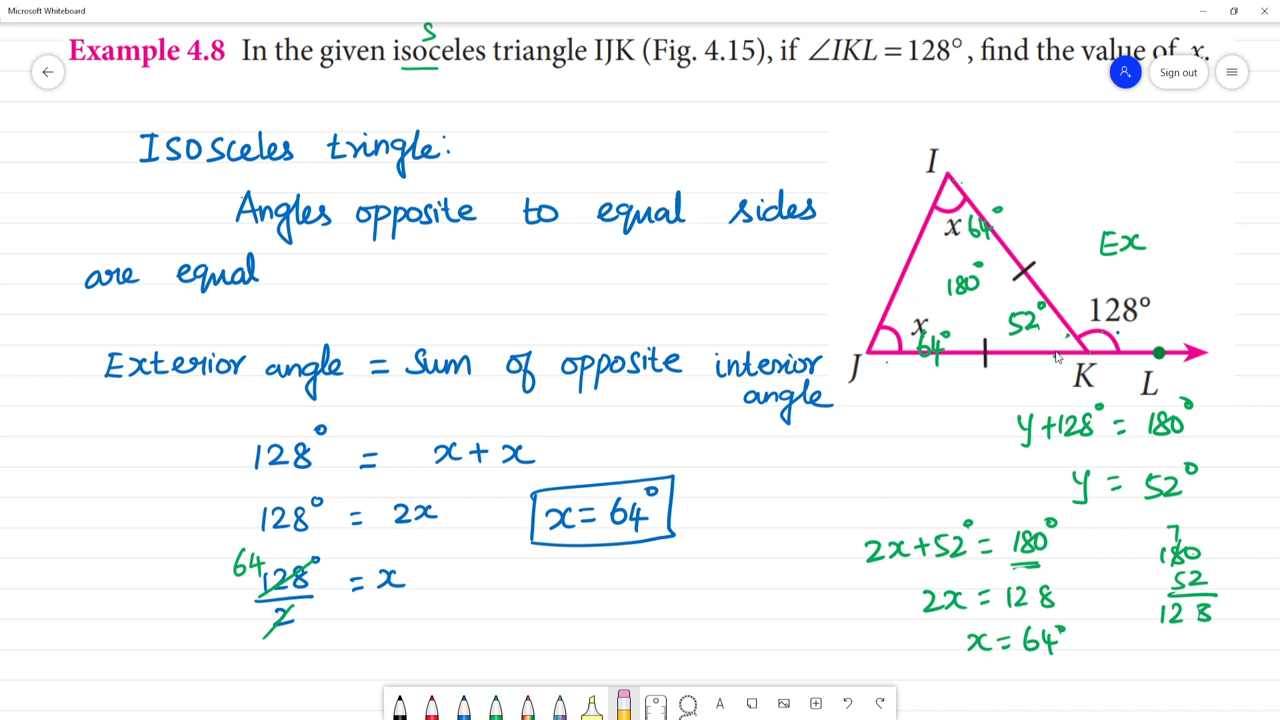 Microsoft Whiteboard
s
Example 4.8 In the given isoceles triangle IJK (Fig. 4.15), if ∠IKL = 128°, find the value of x.
Sign out
Isosceles tringle:
Angles opposite to equal sides
are equal
Exterior angle = Sum of opposite interior
angle
128° = x + x
128° = 2x
x = 64°
64
128°/2 = x
I
x 64°
Ex
180°
52°
128°
x
64°
J
K
L
y + 128° = 180°
y = 52°
2x + 52° = 180°
2x = 128
x = 64°
7
180
52
128
A